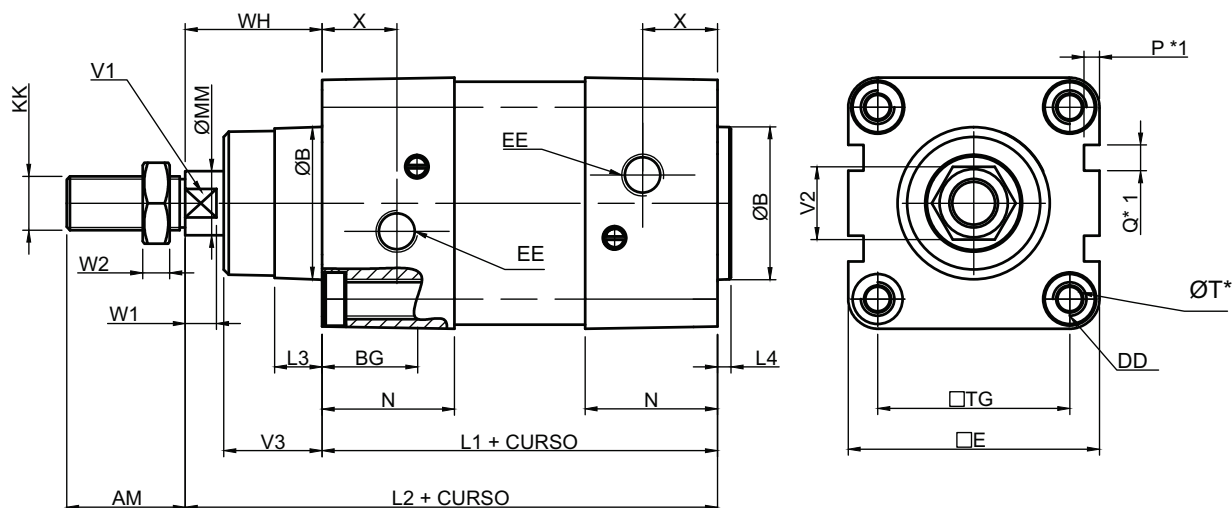 WH
X
X
P *1
V1
KK
ØMM
ØB
EE
ØB
V2
Q* 1
EE
W2
ØT*
W1
L3
BG
L4
DD
N
N
□TG
V3
L1 + CURSO
□E
AM
L2 + CURSO